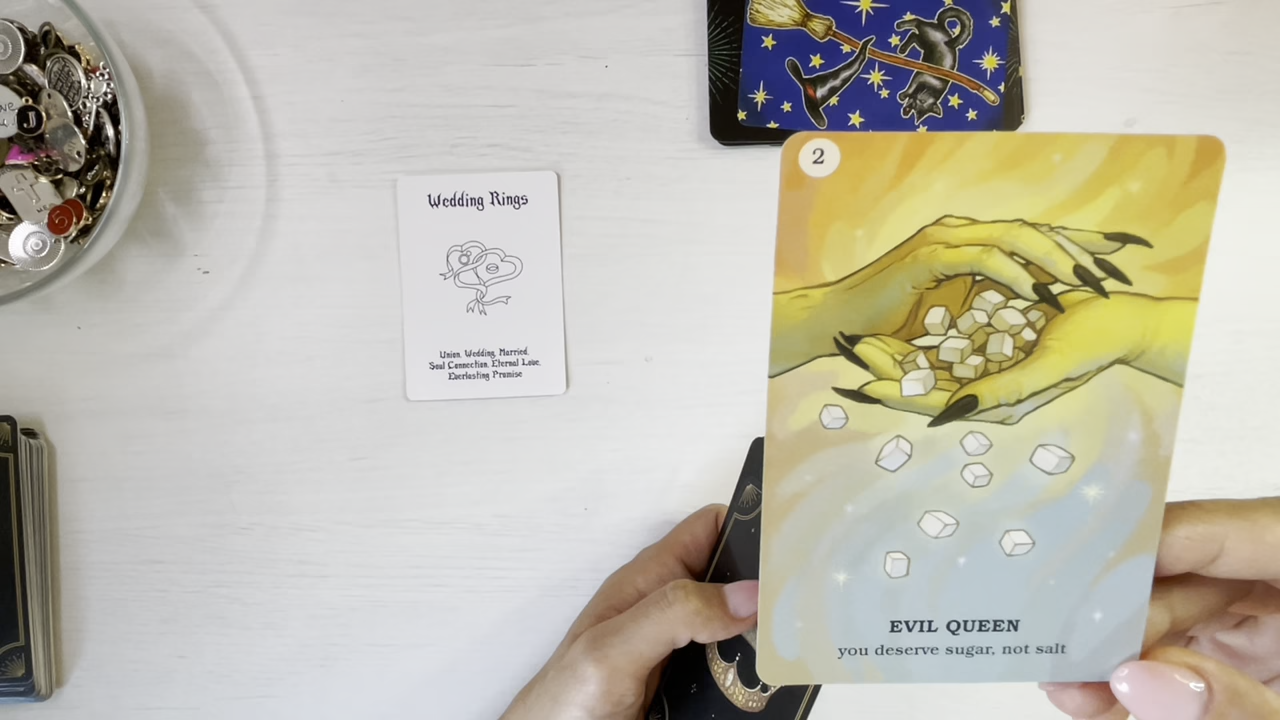 Wedding Rings
Union, Wedding, Married,
Soul Connection, Eternal Love,
Everlasting Promise
2
EVIL QUEEN
you deserve sugar, not salt
J
5